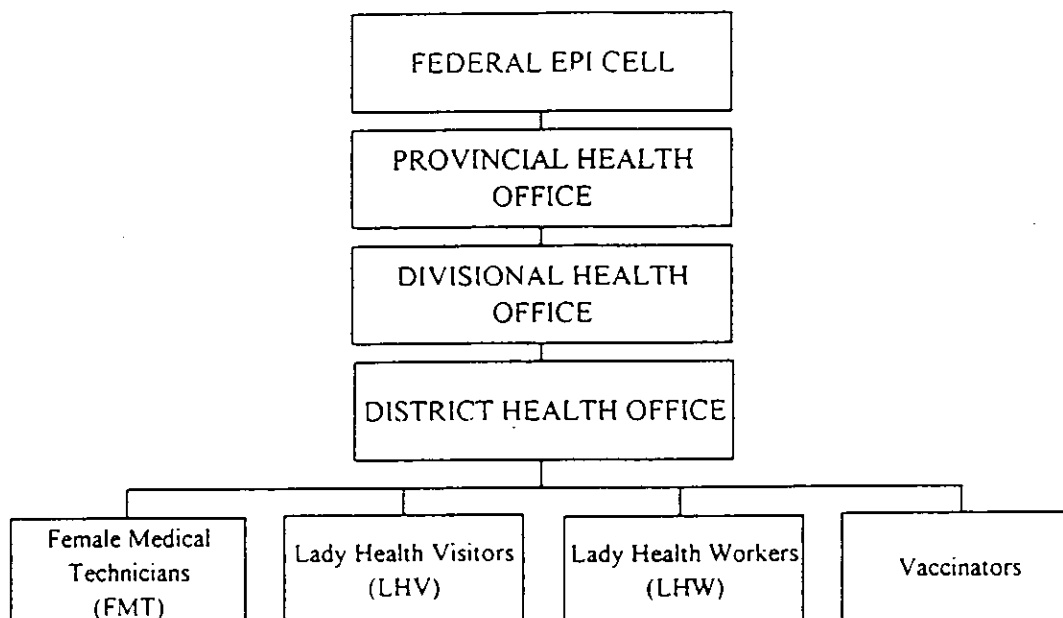 FEDERAL EPI CELL
PROVINCIAL HEALTH
OFFICE
DIVISIONAL HEALTH
OFFICE
DISTRICT HEALTH OFFICE
Female Medical
Technicians
(FMT)
Lady Health Visitors
(LHV)
Lady Health Workers
(LHW)
Vaccinators